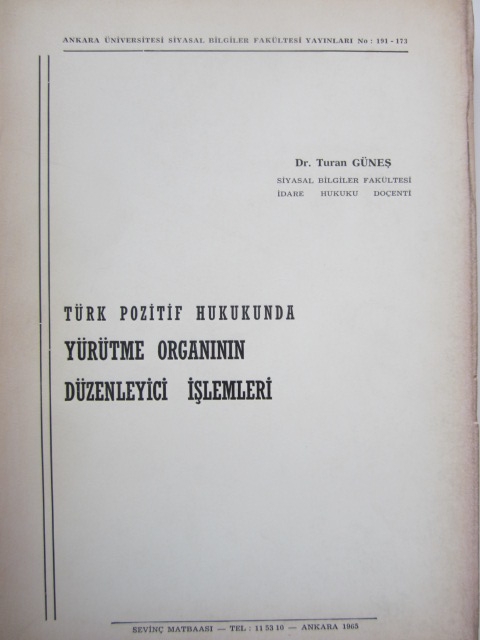 ANKARA ÜNİVERSİTESİ SİYASAL BİLGİLER FAKÜLTESİ YAYINLARI No : 191 - 173
Dr. Turan GÜNEŞ
SİYASAL BİLGİLER FAKÜLTESİ
İDARE HUKUKU DOÇENTİ
TÜRK POZİTİF HUKUKUNDA
YÜRÜTME ORGANININ
DÜZENLEYİCİ İŞLEMLERİ
SEVİNÇ MATBAASI — TEL : 11 53 10 — ANKARA 1965